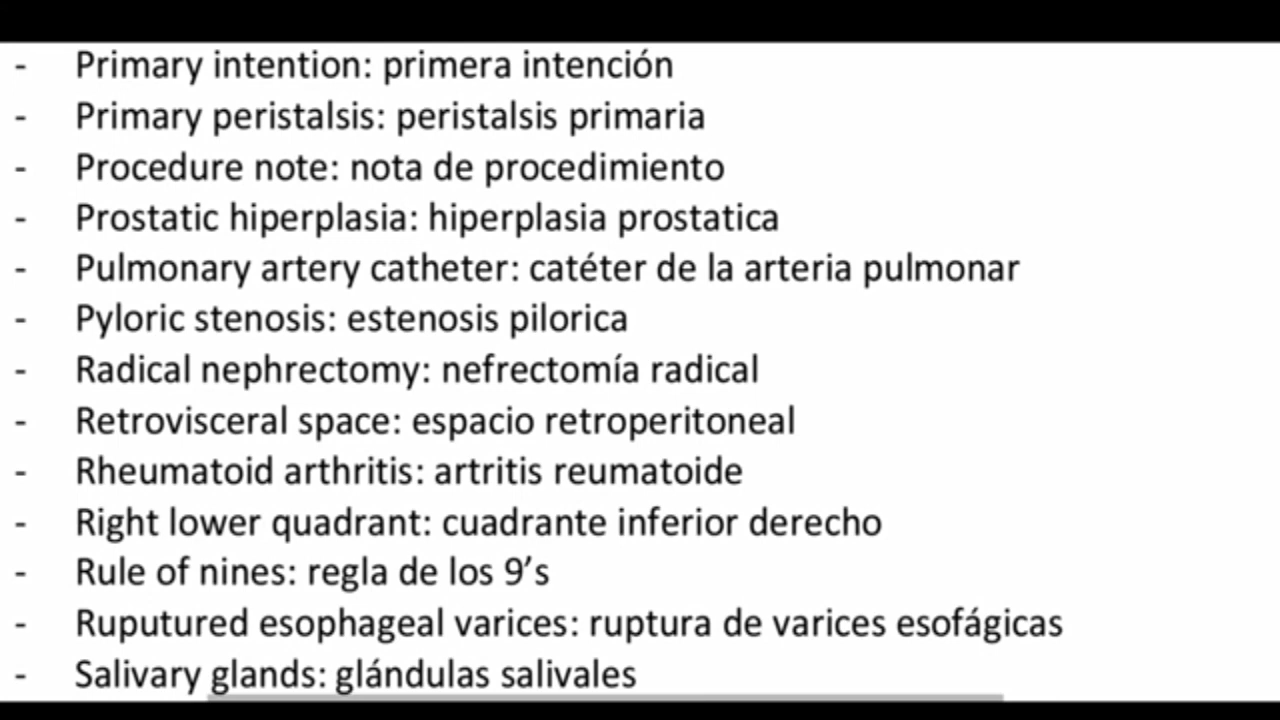 - Primary intention: primera intención
- Primary peristalsis: peristalsis primaria
- Procedure note: nota de procedimiento
- Prostatic hiperplasia: hiperplasia prostatica
- Pulmonary artery catheter: catéter de la arteria pulmonar
- Pyloric stenosis: estenosis pilorica
- Radical nephrectomy: nefrectomía radical
- Retrovisceral space: espacio retroperitoneal
- Rheumatoid arthritis: artritis reumatoide
- Right lower quadrant: cuadrante inferior derecho
- Rule of nines: regla de los 9’s
- Ruputured esophageal varices: ruptura de varices esofágicas
- Salivary glands: glándulas salivales